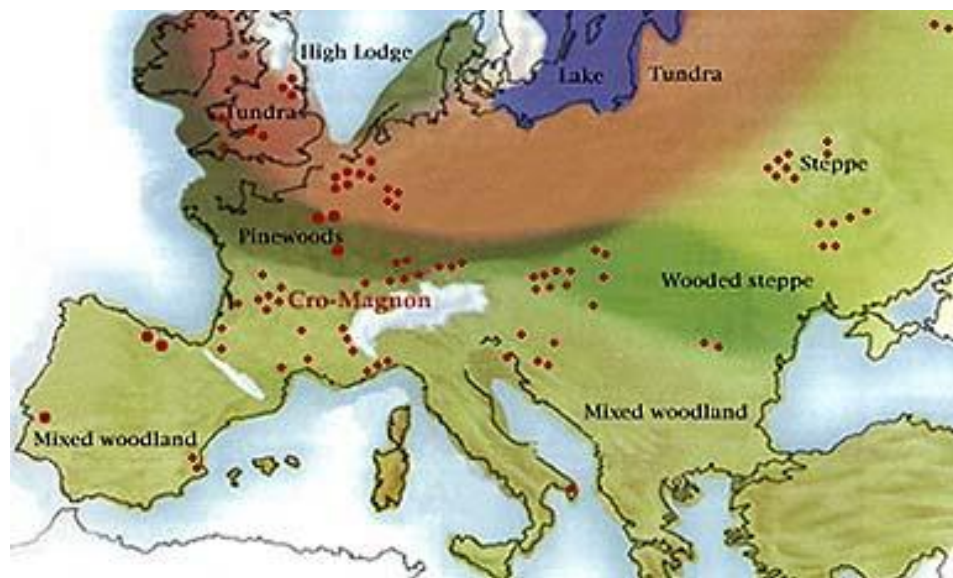 High Lodge
Lake
Tundra
Tundra
Steppe
Pinewoods
Wooded steppe
Cro-Magnon
Mixed woodland
Mixed woodland